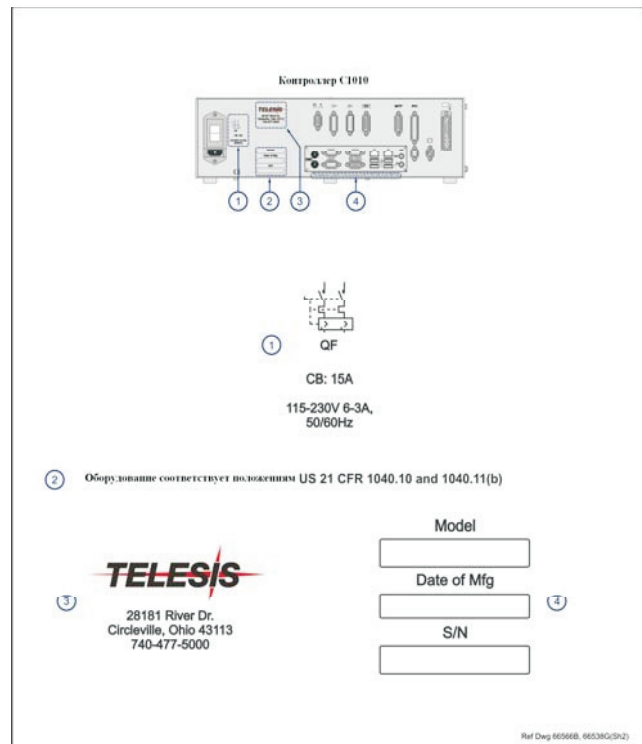 Контроллер C1010
TELESIS
1
2
3
4
1
QF
CB: 15A
115-230V 6-3A,
50/60Hz
2
Оборудование соответствует положениям US 21 CFR 1040.10 and 1040.11(b)
3
TELESIS
28181 River Dr.
Circleville, Ohio 43113
740-477-5000
Model
Date of Mfg
4
S/N
Ref Dwg 66566B, 66538G(Sh2)